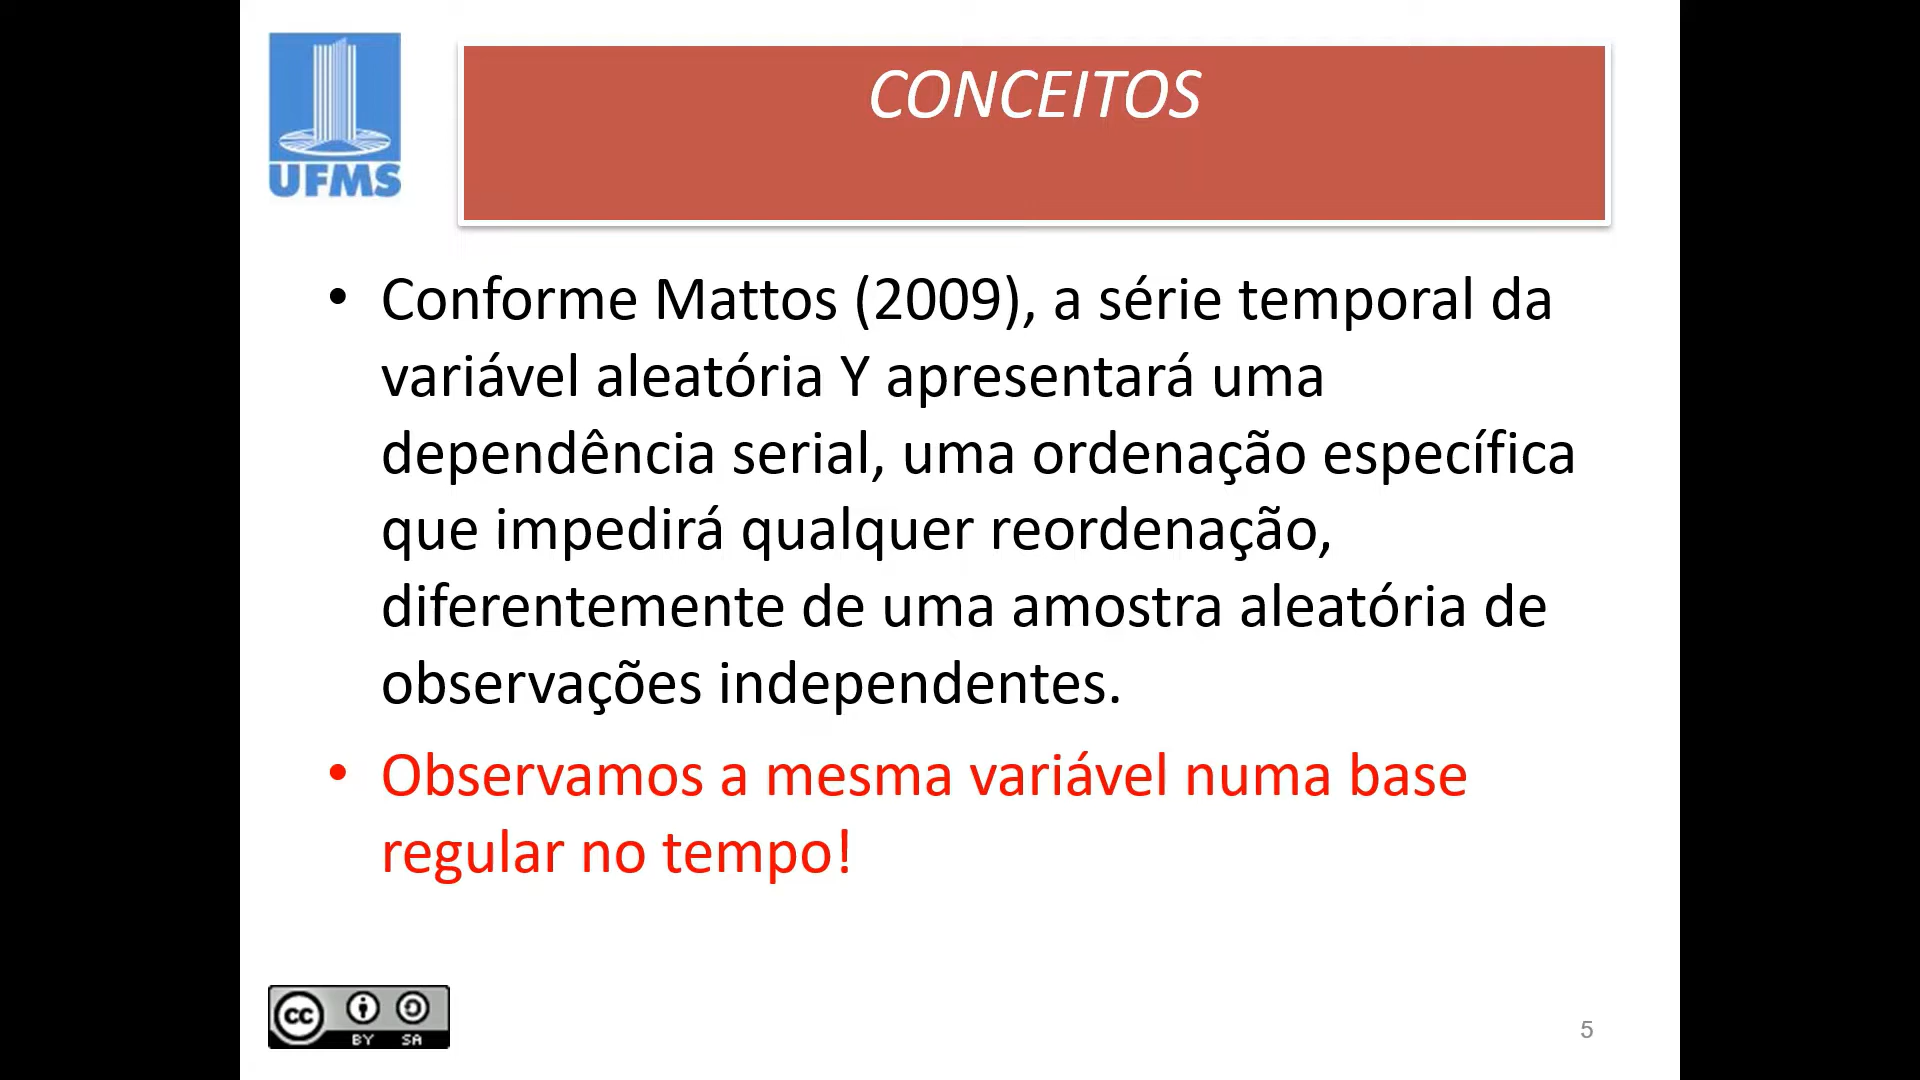 UFMS
CONCEITOS
• Conforme Mattos (2009), a série temporal da
variável aleatória Y apresentará uma
dependência serial, uma ordenação específica
que impedirá qualquer reordenação,
diferentemente de uma amostra aleatória de
observações independentes.
• Observamos a mesma variável numa base
regular no tempo!
cc
BY SA
5